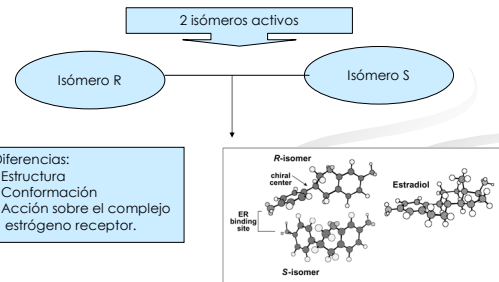 2 isómeros activos
Isómero R
Isómero S
Diferencias:
Estructura
Conformación
Acción sobre el complejo
estrógeno receptor.
R-isomer
chiral
center
Estradiol
ER
binding
site
S-isomer